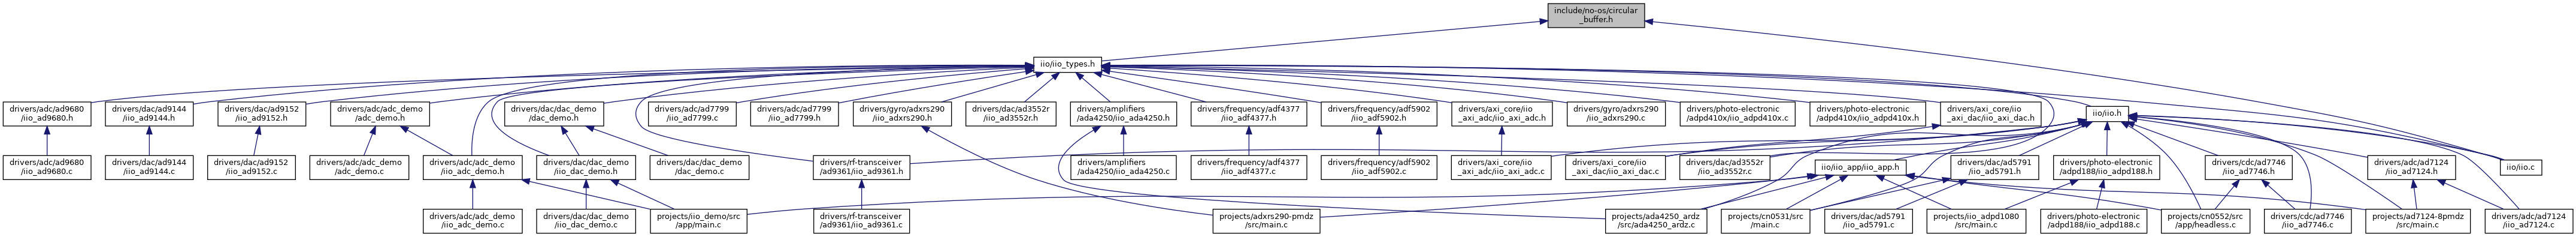 include/no-os/circular
_buffer.h
iio/iio_types.h
drivers/adc/ad9680
/iio_ad9680.h
drivers/dac/ad9144
/iio_ad9144.h
drivers/dac/ad9152
/iio_ad9152.h
drivers/adc/adc_demo
/adc_demo.h
drivers/dac/dac_demo
/dac_demo.h
drivers/adc/ad7799
/iio_ad7799.c
drivers/adc/ad7799
/iio_ad7799.h
drivers/gyro/adxrs290
/iio_adxrs290.h
drivers/dac/ad3552r
/iio_ad3552r.h
drivers/amplifiers
/ada4250/iio_ada4250.h
drivers/frequency/adf4377
/iio_adf4377.h
drivers/frequency/adf5902
/iio_adf5902.h
drivers/axi_core/iio
_axi_adc/iio_axi_adc.h
drivers/gyro/adxrs290
/iio_adxrs290.c
drivers/photo-electronic
/adpd410x/iio_adpd410x.c
drivers/photo-electronic
/adpd410x/iio_adpd410x.h
drivers/axi_core/iio
_axi_dac/iio_axi_dac.h
iio/iio.h
drivers/adc/ad9680
/iio_ad9680.c
drivers/dac/ad9144
/iio_ad9144.c
drivers/dac/ad9152
/iio_ad9152.c
drivers/adc/adc_demo
/adc_demo.c
drivers/adc/adc_demo
/iio_adc_demo.h
drivers/dac/dac_demo
/iio_dac_demo.h
drivers/dac/dac_demo
/dac_demo.c
drivers/rf-transceiver
/ad9361/iio_ad9361.h
drivers/amplifiers
/ada4250/iio_ada4250.c
drivers/frequency/adf4377
/iio_adf4377.c
drivers/frequency/adf5902
/iio_adf5902.c
drivers/axi_core/iio
_axi_adc/iio_axi_adc.c
drivers/axi_core/iio
_axi_dac/iio_axi_dac.c
drivers/dac/ad3552r
/iio_ad3552r.c
iio/iio_app/iio_app.h
drivers/dac/ad5791
/iio_ad5791.h
drivers/photo-electronic
/adpd188/iio_adpd188.h
drivers/cdc/ad7746
/iio_ad7746.h
drivers/adc/ad7124
/iio_ad7124.h
iio/iio.c
drivers/adc/adc_demo
/iio_adc_demo.c
drivers/dac/dac_demo
/iio_dac_demo.c
projects/iio_demo/src
/app/main.c
drivers/rf-transceiver
/ad9361/iio_ad9361.c
projects/adxrs290-pmdz
/src/main.c
projects/ada4250_ardz
/src/ada4250_ardz.c
projects/cn0531/src
/main.c
drivers/dac/ad5791
/iio_ad5791.c
projects/iio_adpd1080
/src/main.c
drivers/photo-electronic
/adpd188/iio_adpd188.c
projects/cn0552/src
/app/headless.c
drivers/cdc/ad7746
/iio_ad7746.c
projects/ad7124-8pmdz
/src/main.c
drivers/adc/ad7124
/iio_ad7124.c